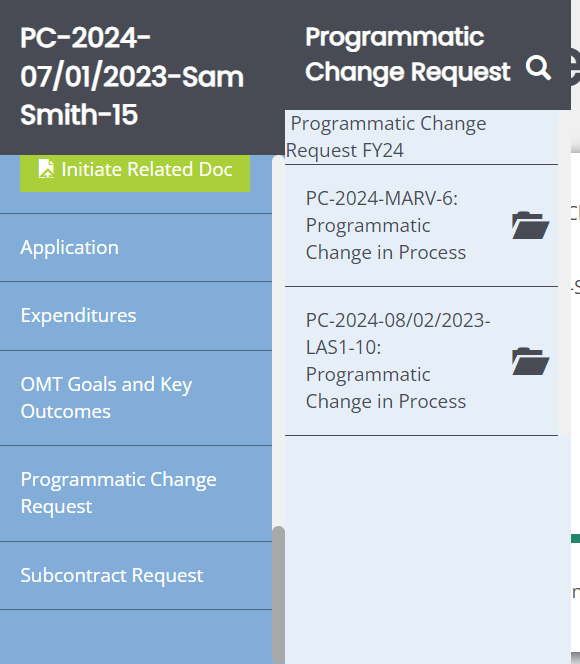 PC-2024-
07/01/2023-Sam
Smith-15
Initiate Related Doc
Application
Expenditures
OMT Goals and Key
Outcomes
Programmatic Change
Request
Subcontract Request
Programmatic
Change Request
Programmatic Change
Request FY24
PC-2024-MARV-6:
Programmatic
Change in Process
PC-2024-08/02/2023-
LAS1-10:
Programmatic
Change in Process